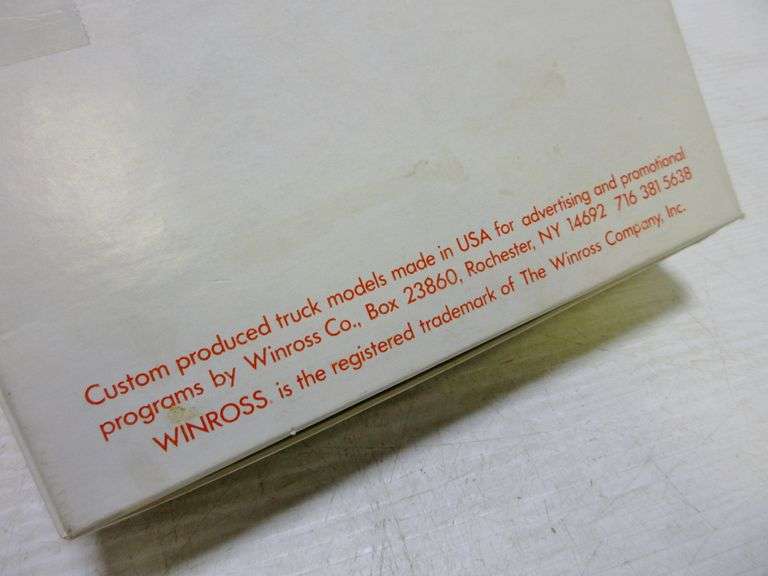 Custom produced truck models made in USA for advertising and promotional
programs by Winross Co., Box 23860, Rochester, NY 14692 716 381 5638
WINROSS® is the registered trademark of The Winross Company, Inc.